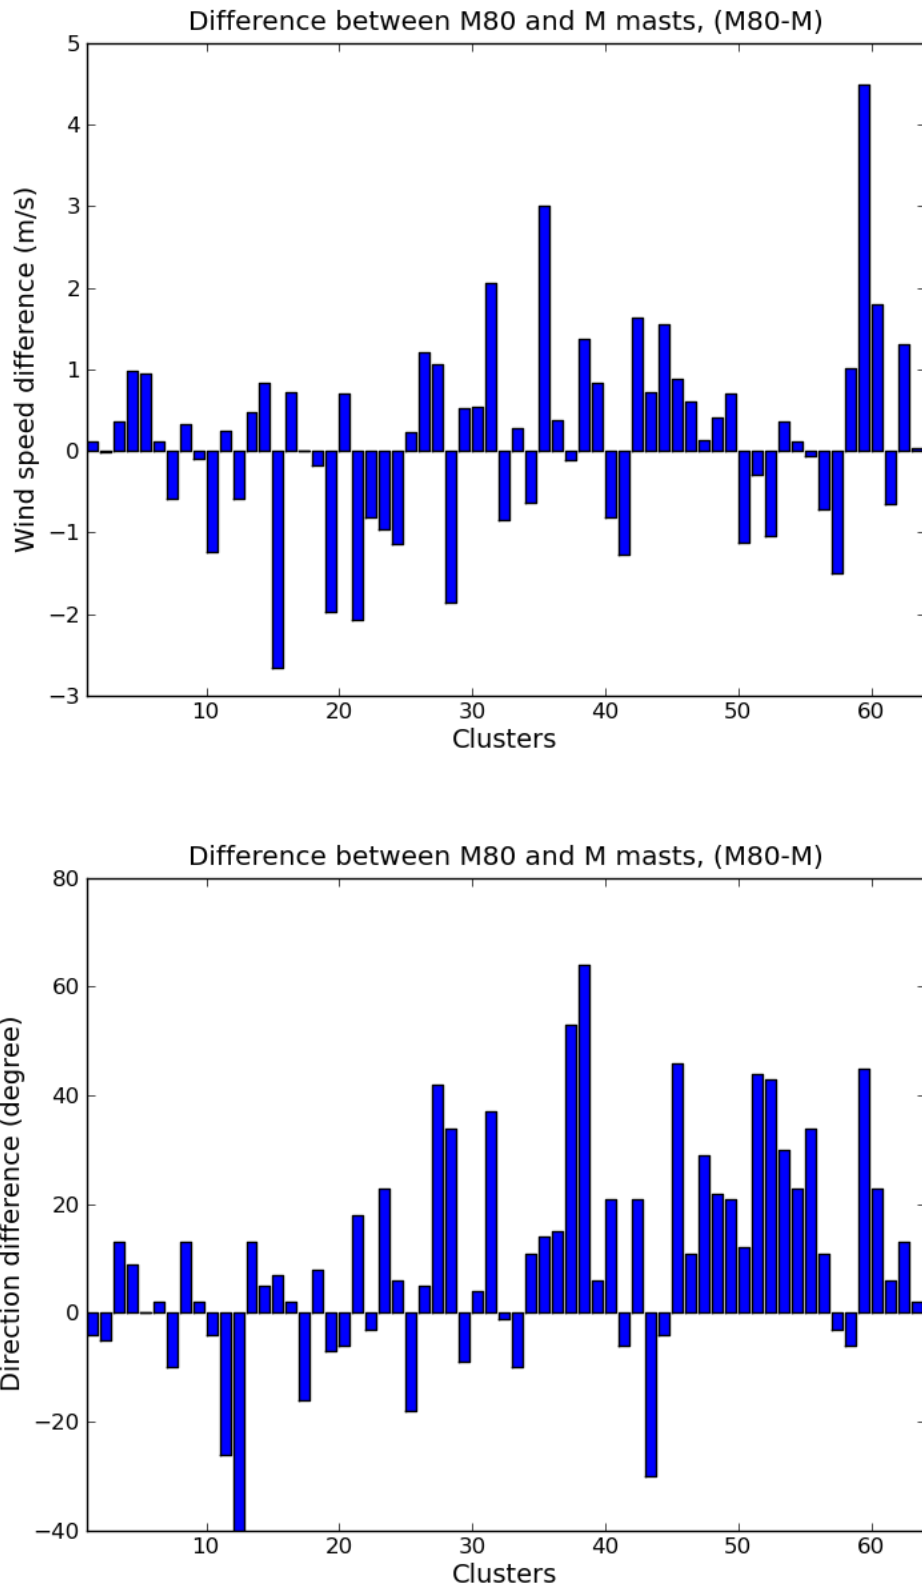 Difference between M80 and M masts, (M80-M)
5
4
3
2
1
0
−1
−2
−3
Wind speed difference (m/s)
10 20 30 40 50 60
Clusters
Difference between M80 and M masts, (M80-M)
80
60
40
20
0
−20
−40
Direction difference (degree)
10 20 30 40 50 60
Clusters